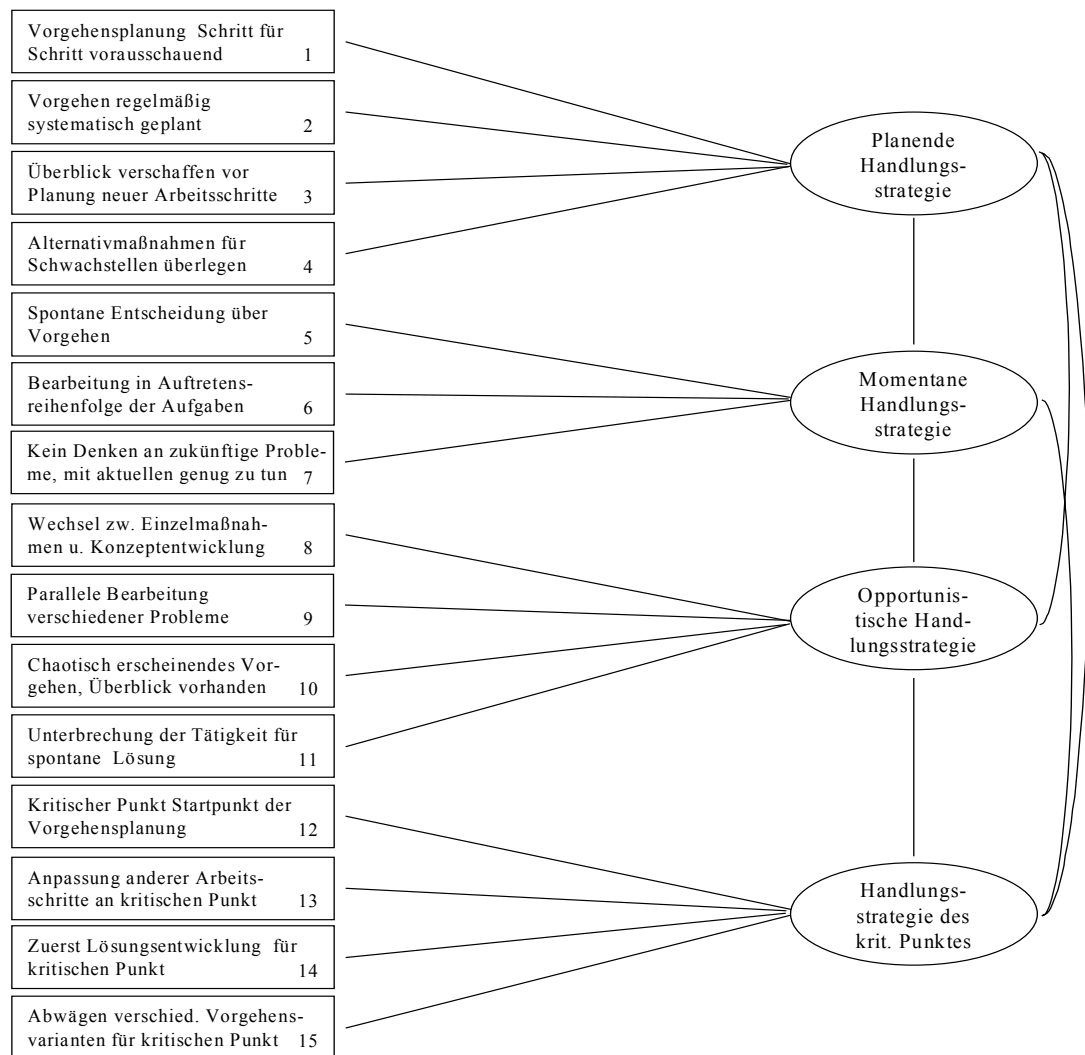 Vorgehensplanung Schritt für
Schritt vorausschauend 1
Vorgehen regelmäßig
systematisch geplant 2
Überblick verschaffen vor
Planung neuer Arbeitsschritte 3
Alternativmaßnahmen für
Schwachstellen überlegen 4
Spontane Entscheidung über
Vorgehen 5
Bearbeitung in Auftretens-
reihenfolge der Aufgaben 6
Kein Denken an zukünftige Proble-
me, mit aktuellen genug zu tun 7
Wechsel zw. Einzelmaßnah-
men u. Konzeptentwicklung 8
Parallele Bearbeitung
verschiedener Probleme 9
Chaotisch erscheinendes Vor-
gehen, Überblick vorhanden 10
Unterbrechung der Tätigkeit für
spontane Lösung 11
Kritischer Punkt Startpunkt der
Vorgehensplanung 12
Anpassung anderer Arbeits-
schritte an kritischen Punkt 13
Zuerst Lösungsentwicklung für
kritischen Punkt 14
Abwägen verschied. Vorgehens-
varianten für kritischen Punkt 15
Planende
Handlungs-
strategie
Momentane
Handlungs-
strategie
Opportunis-
tische Hand-
lungsstrategie
Handlungs-
strategie des
krit. Punktes